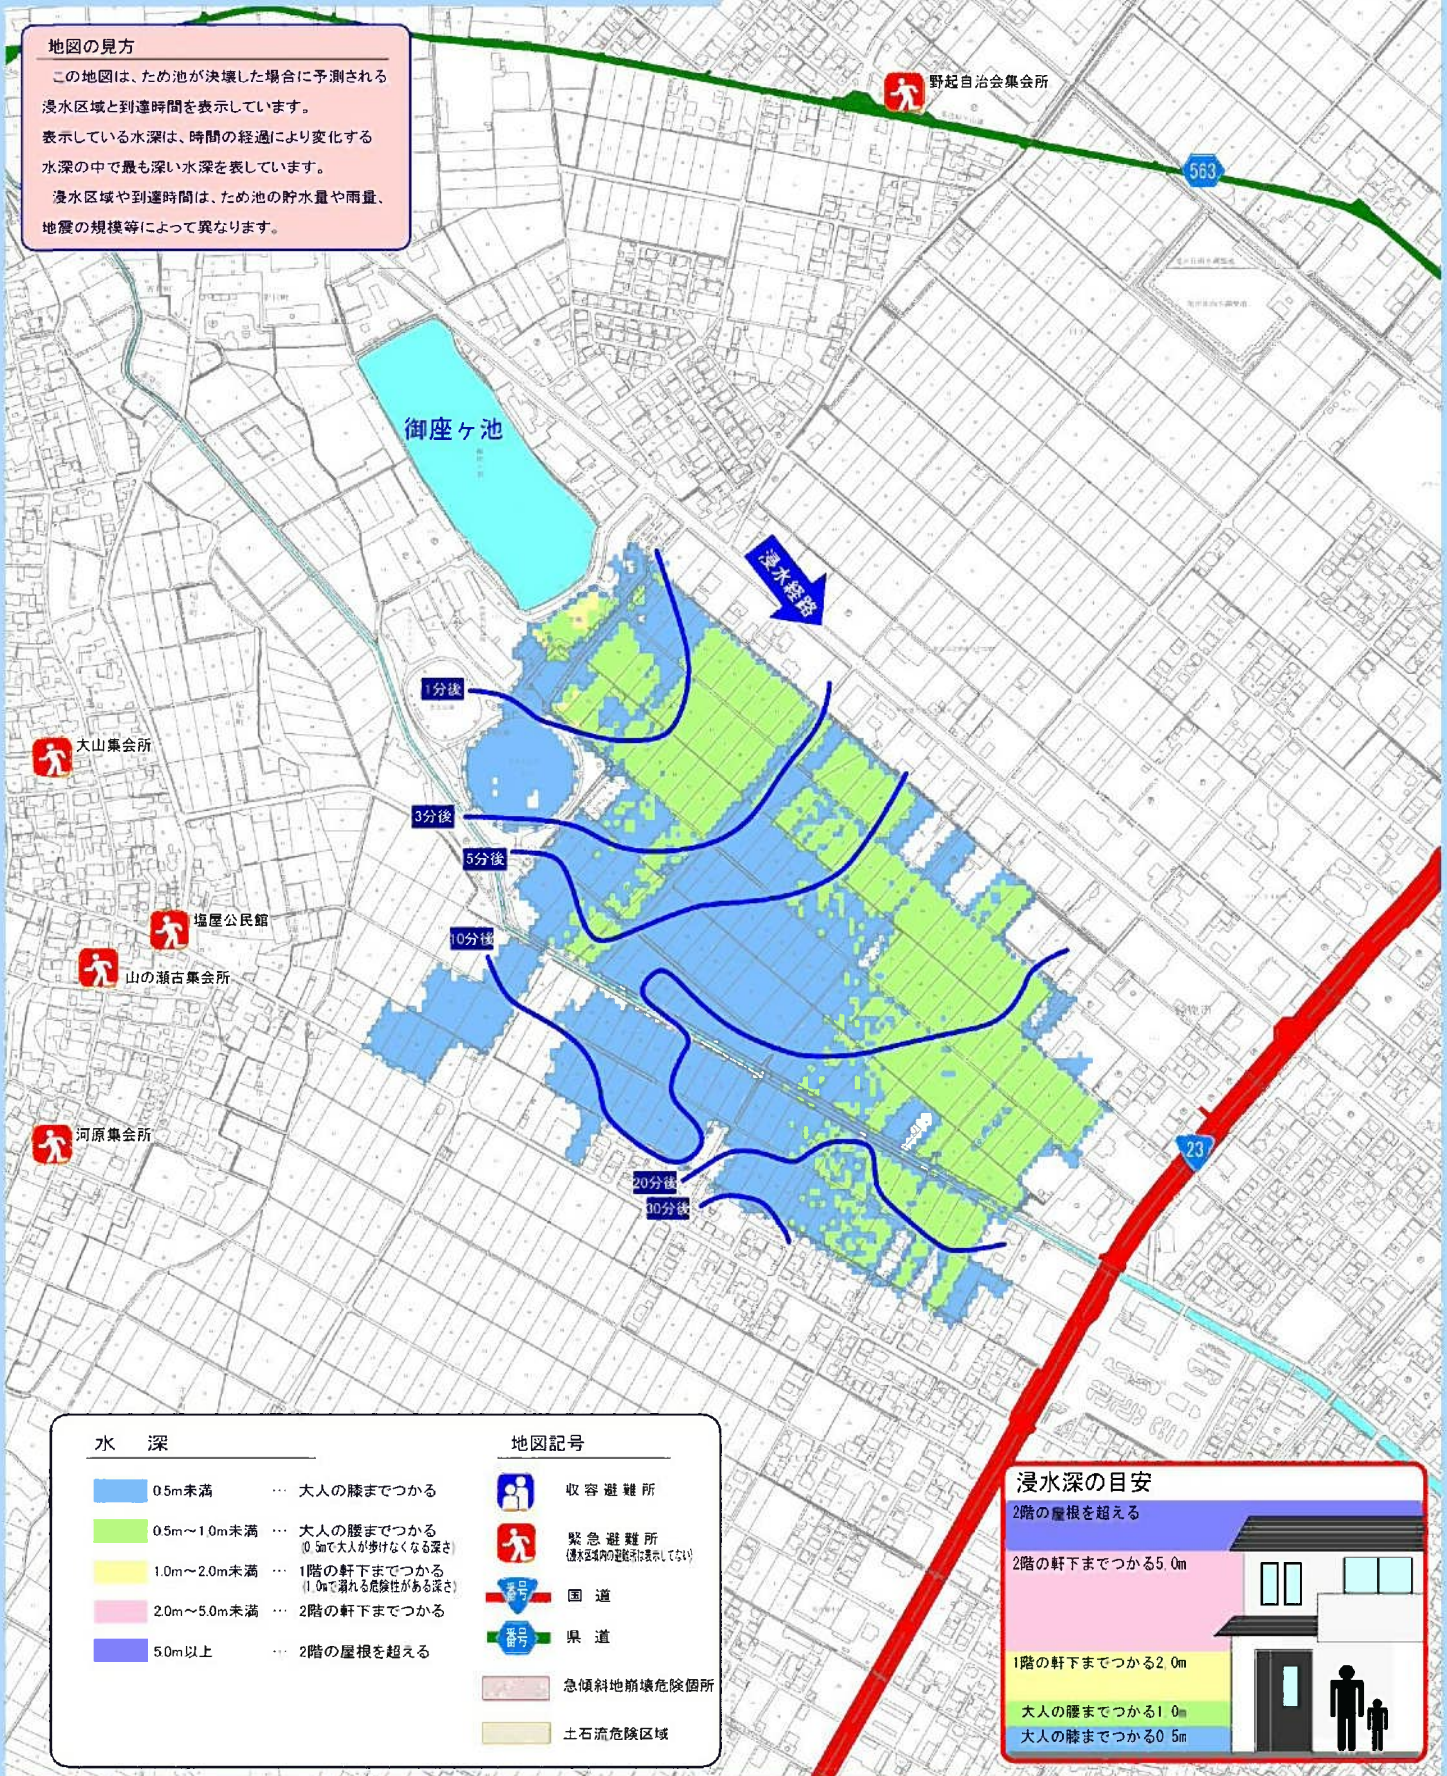 地図の見方
この地図は、ため池が決壊した場合に予測される
浸水区域と到達時間を表示しています。
表示している水深は、時間の経過により変化する
水深の中で最も深い水深を表しています。
浸水区域や到達時間は、ため池の貯水量や雨量、
地震の規模等によって異なります。
野起自治会集会所
563
御座ヶ池
浸水経路
1分後
大山集会所
3分後
5分後
塩屋公民館
10分後
山の瀬古集会所
河原集会所
23
20分後
30分後
水 深
0.5m未満 … 大人の膝までつかる
0.5m～1.0m未満 … 大人の腰までつかる
(0.5mで大人が歩けなくなる深さ)
1.0m～2.0m未満 … 1階の軒下までつかる
(1.0mで溺れる危険性がある深さ)
2.0m～5.0m未満 … 2階の軒下までつかる
5.0m以上 … 2階の屋根を超える
地図記号
収容避難所
緊急避難所
(浸水区域内の避難所は表示してない)
番号 国道
番号 県道
急傾斜地崩壊危険個所
土石流危険区域
浸水深の目安
2階の屋根を超える
2階の軒下までつかる5.0m
1階の軒下までつかる2.0m
大人の腰までつかる1.0m
大人の膝までつかる0.5m